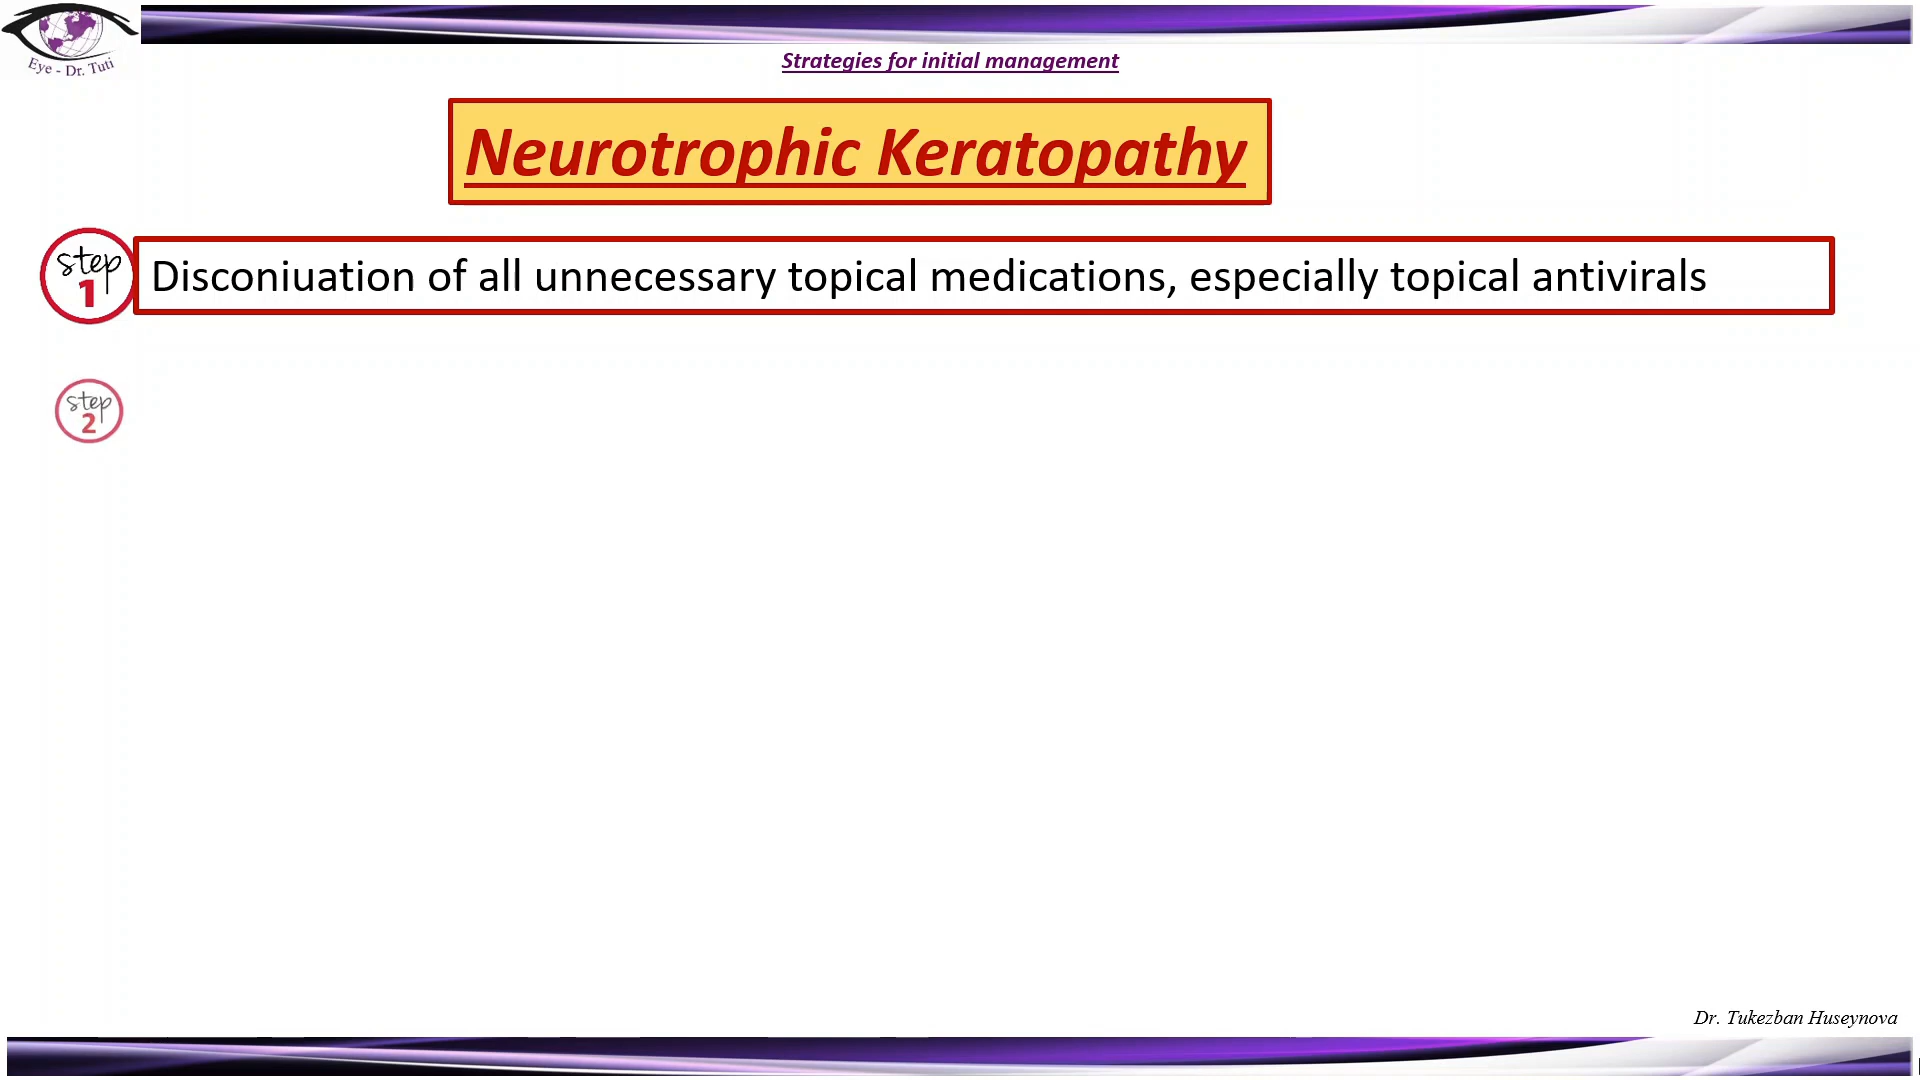 Eye - Dr. Tuti
Strategies for initial management
Neurotrophic Keratopathy
step
1
Disconiuation of all unnecessary topical medications, especially topical antivirals
step
2
Dr. Tukezban Huseynova